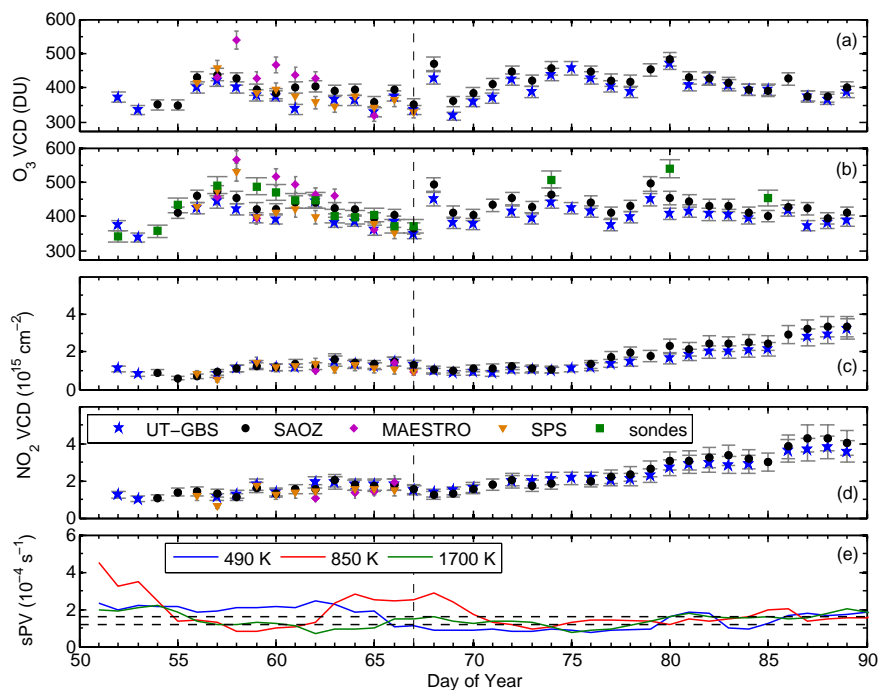 600
500
400
300
(a)
O3 VCD (DU)
600
500
400
300
(b)
4
2
0
(c)
NO2 VCD (10^15 cm^-2)
UT-GBS SAOZ MAESTRO SPS sondes
4
2
0
(d)
6
4
2
0
sPV (10^-4 s^-1)
490 K 850 K 1700 K
(e)
50 55 60 65 70 75 80 85 90
Day of Year